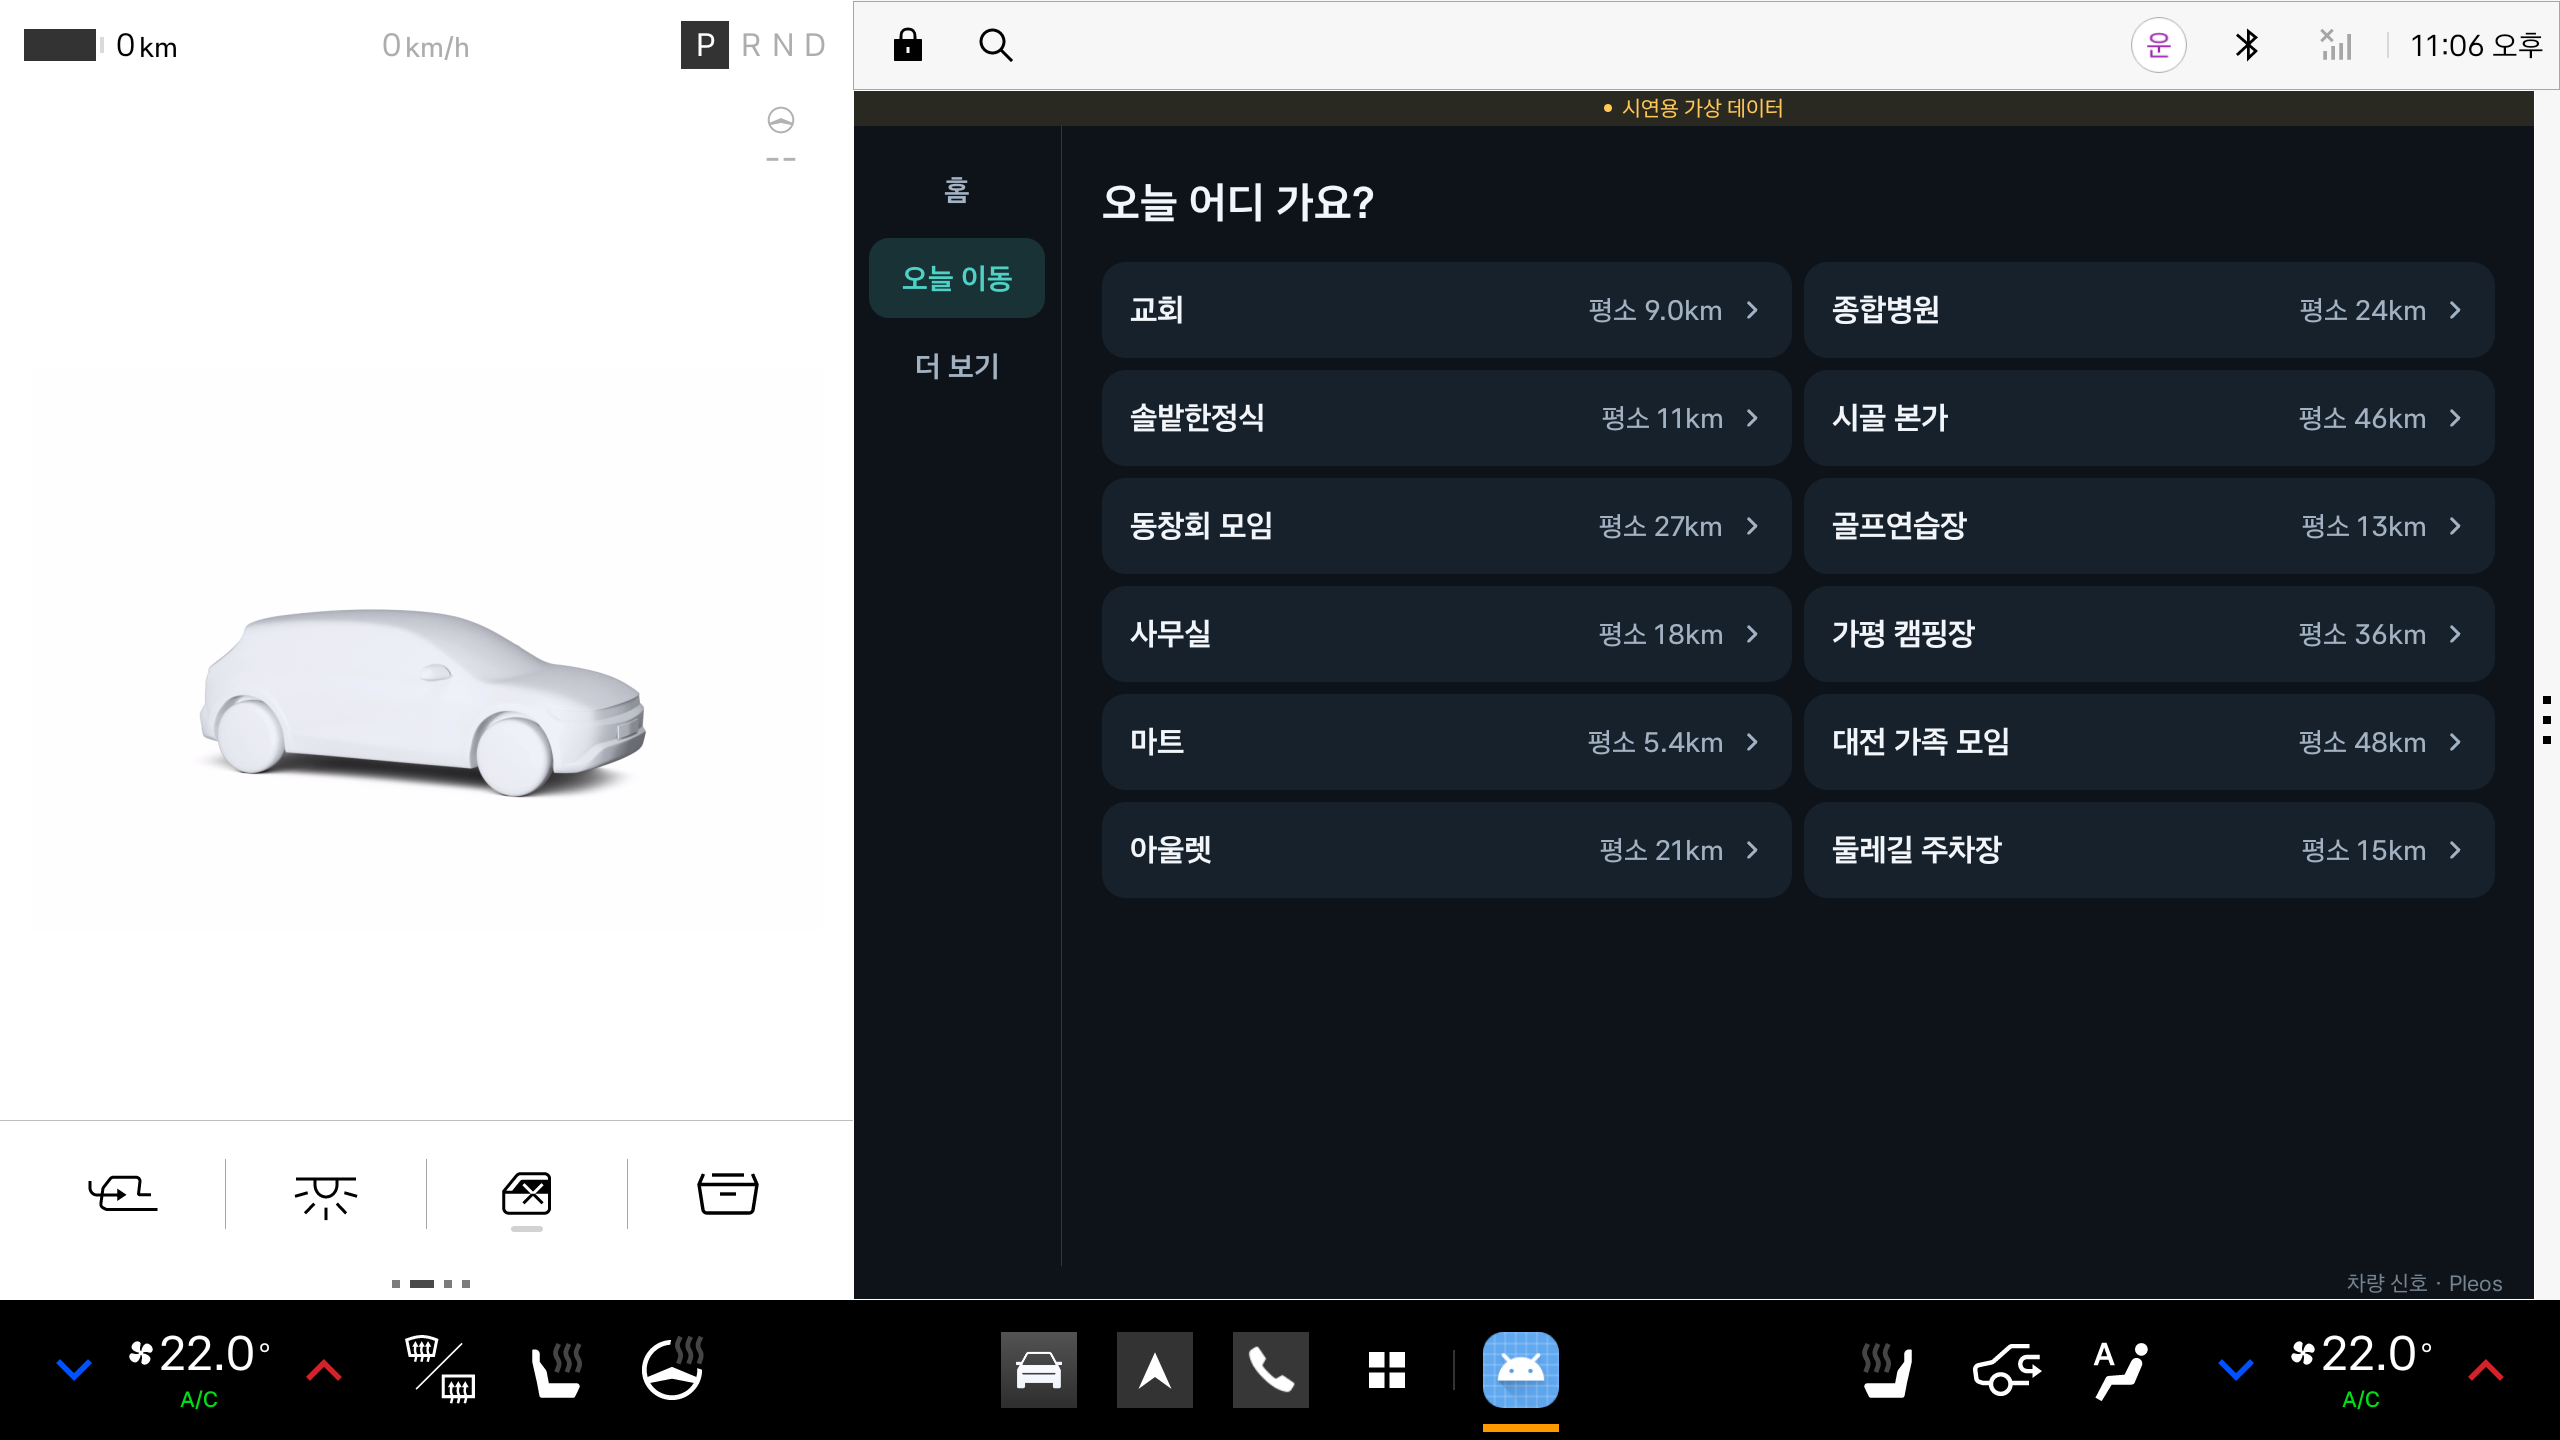 0 km
0 km/h
P R N D
운
11:06 오후
시연용 가상 데이터
홈
오늘 이동
더 보기
오늘 어디 가요?
교회 평소 9.0km
종합병원 평소 24km
솔밭한정식 평소 11km
시골 본가 평소 46km
동창회 모임 평소 27km
골프연습장 평소 13km
사무실 평소 18km
가평 캠핑장 평소 36km
마트 평소 5.4km
대전 가족 모임 평소 48km
아울렛 평소 21km
둘레길 주차장 평소 15km
차량 신호 · Pleos
22.0°
A/C
A
22.0°
A/C